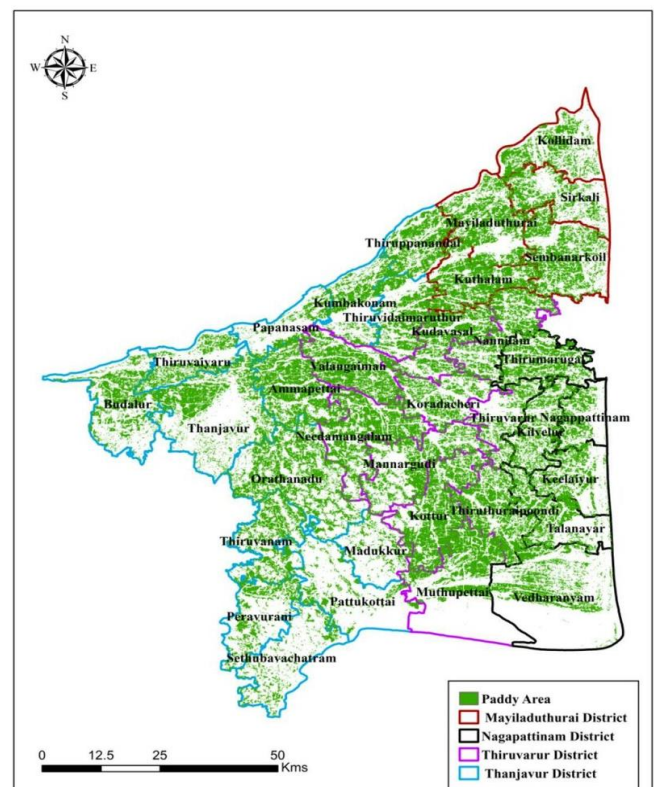 N
W E
S
Kollidam
Sirkali
Mayiladuthurai
Thiruppanandal
Sembanarkoil
Kuthalam
Kumbakonam
Thiruvidaimaruthur
Papanasam
Kudavasal
Nannilam
Thirumarugal
Thiruvaiyaru
Valangaiman
Ammapettai
Budalur
Koradacheri
Thanjavur
Thiruvarur Nagappattinam
Kilvelur
Needamangalam
Mannargudi
Orathanadu
Keelaiyur
Kottur
Thiruthuraipoondi
Talanayar
Thiruvanam
Madukkur
Muthupettai
Vedharanyam
Pattukottai
Peravurani
Sethubavachatram
Paddy Area
Mayiladuthurai District
Nagapattinam District
Thiruvarur District
Thanjavur District
0 12.5 25 50
Kms